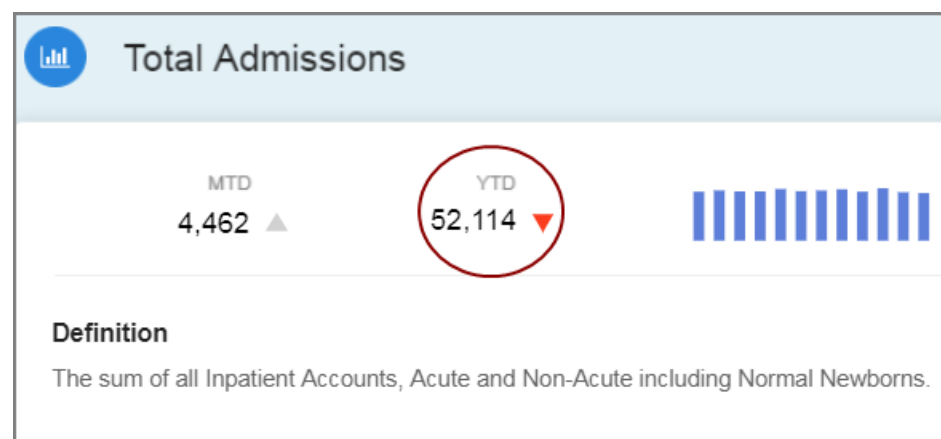 Total Admissions
MTD
4,462
YTD
52,114
Definition
The sum of all Inpatient Accounts, Acute and Non-Acute including Normal Newborns.